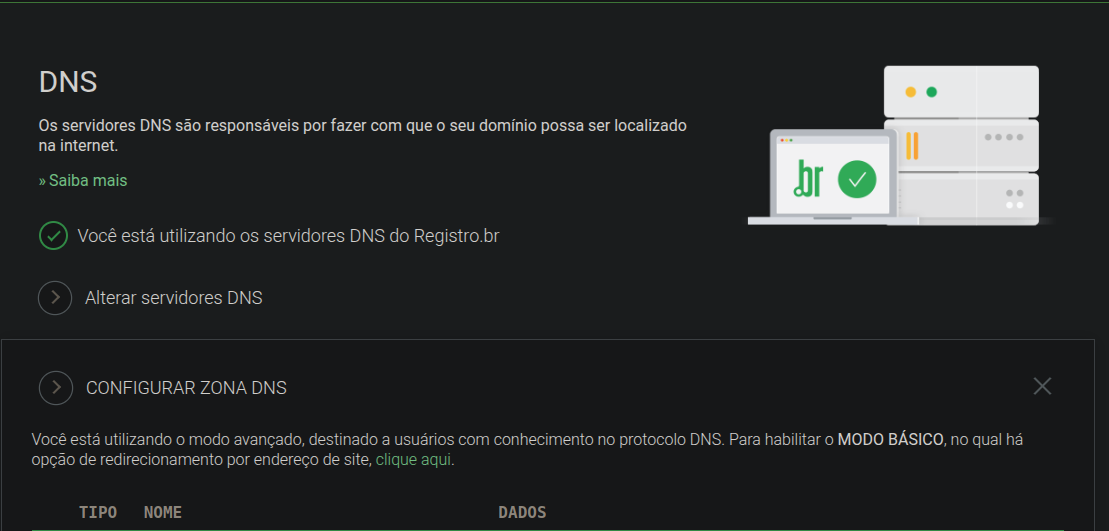 DNS
Os servidores DNS são responsáveis por fazer com que o seu domínio possa ser localizado
na internet.
» Saiba mais
.br
Você está utilizando os servidores DNS do Registro.br
Alterar servidores DNS
CONFIGURAR ZONA DNS
Você está utilizando o modo avançado, destinado a usuários com conhecimento no protocolo DNS. Para habilitar o MODO BÁSICO, no qual há
opção de redirecionamento por endereço de site, clique aqui.
TIPO NOME DADOS